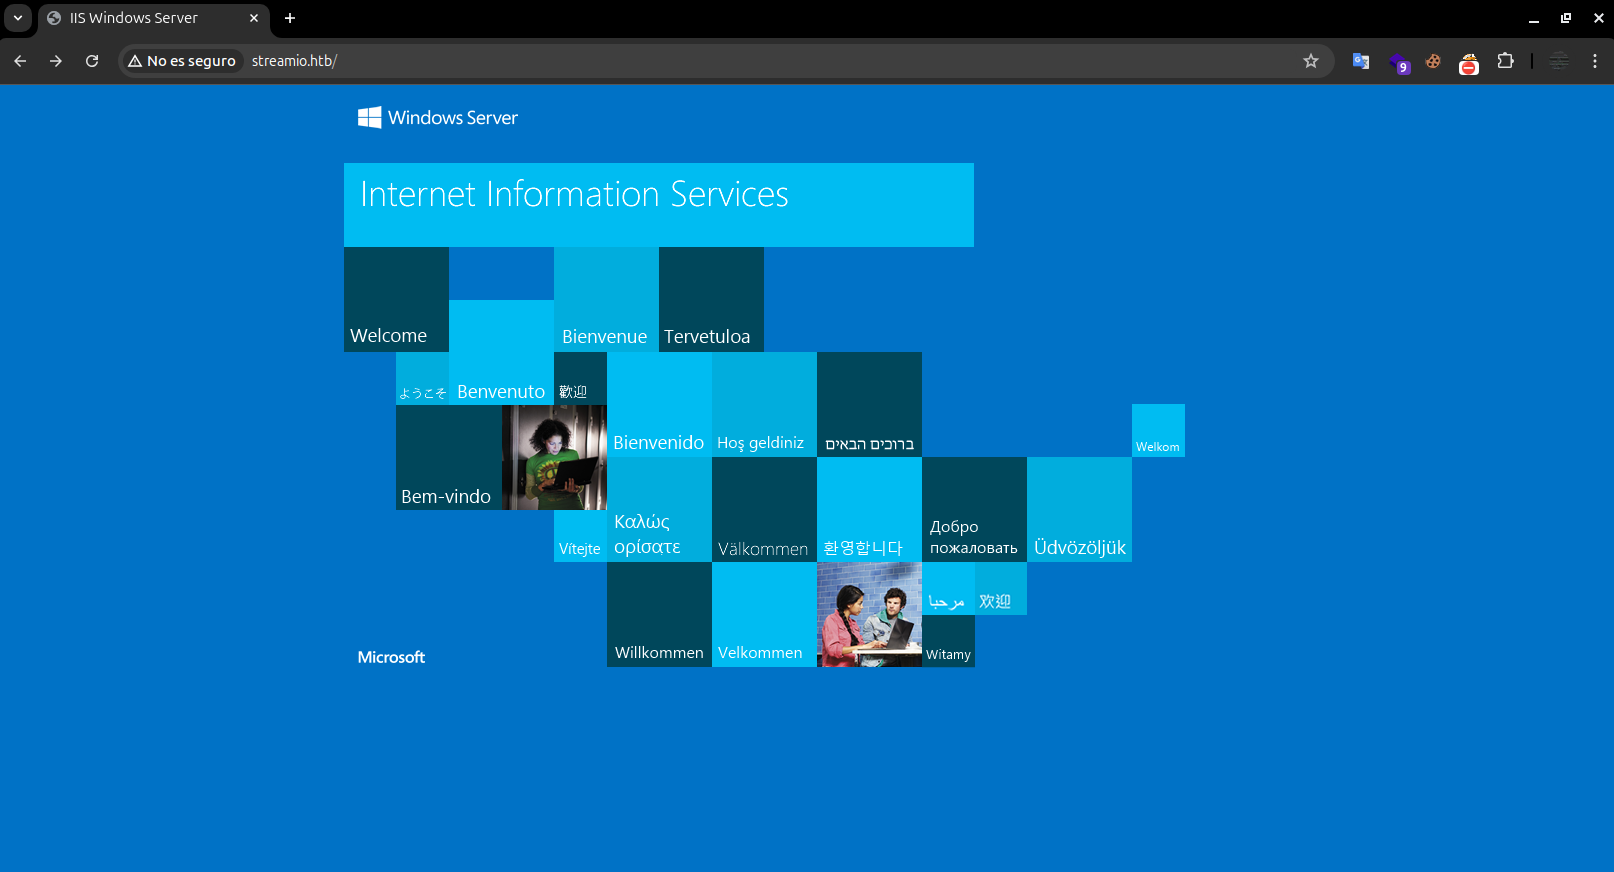 IIS Windows Server
No es seguro
streamio.htb/
9
Windows Server
Internet Information Services
Welcome
Bienvenue
Tervetuloa
ようこそ
Benvenuto
歡迎
Bienvenido
Hoş geldiniz
ברוכים הבאים
Welkom
Bem-vindo
Vítejte
Καλώς
ορίσατε
Välkommen
환영합니다
Добро
пожаловать
Üdvözöljük
مرحبا
欢迎
Willkommen
Velkommen
Witamy
Microsoft